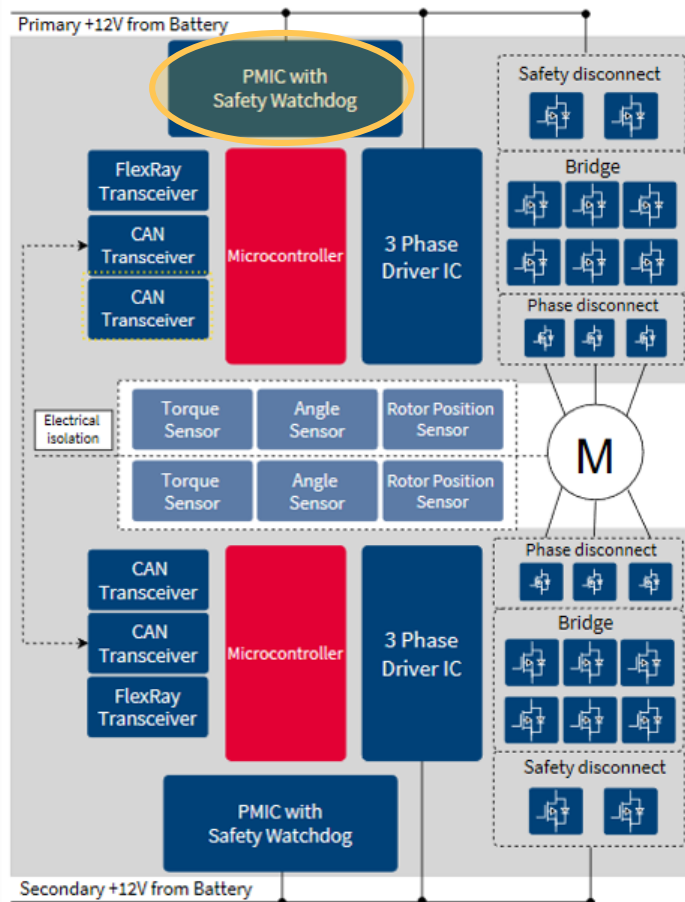 Primary +12V from Battery
PMIC with
Safety Watchdog
Safety disconnect
FlexRay
Transceiver
CAN
Transceiver
CAN
Transceiver
Microcontroller
3 Phase
Driver IC
Bridge
Phase disconnect
Electrical
isolation
Torque
Sensor
Angle
Sensor
Rotor Position
Sensor
Torque
Sensor
Angle
Sensor
Rotor Position
Sensor
M
CAN
Transceiver
CAN
Transceiver
FlexRay
Transceiver
Microcontroller
3 Phase
Driver IC
Phase disconnect
Bridge
Safety disconnect
PMIC with
Safety Watchdog
Secondary +12V from Battery